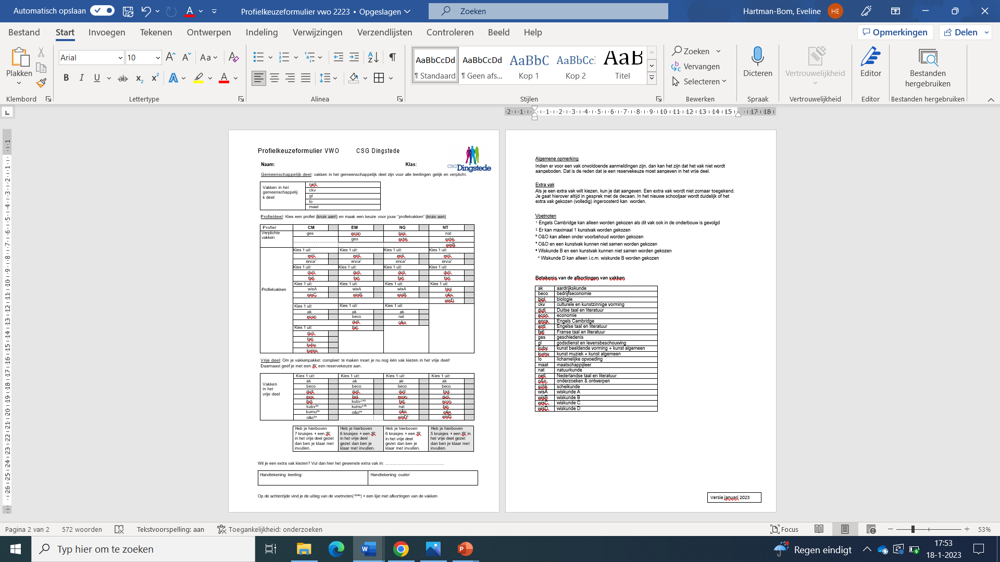 Automatisch opslaan
Profielkeuzeformulier vwo 2223 • Opgeslagen
Zoeken
Hartman-Bom, Eveline
HE
Bestand Start Invoegen Tekenen Ontwerpen Indeling Verwijzingen Verzendlijsten Controleren Beeld Help
Opmerkingen
Delen
Plakken
Klembord
Arial
10
Lettertype
Alinea
AaBbCcDd
¶ Standaard
AaBbCcDd
¶ Geen afs...
AaBbC
Kop 1
AaBbCc
Kop 2
AaB
Titel
Stijlen
Zoeken
Vervangen
Selecteren
Bewerken
Dicteren
Spraak
Vertrouwelijkheid
Vertrouwelijkheid
Editor
Editor
Bestanden hergebruiken
Bestanden hergebruiken
Profielkeuzeformulier VWO CSG Dingstede
CSG Dingstede
Naam: Klas:
Gemeenschappelijk deel: vakken in het gemeenschappelijk deel zijn voor alle leerlingen gelijk en verplicht.
Vakken in het
gemeenschappelij
k deel:
netl
ckv
gl
lo
maat
Profieldeel: Kies een profiel (kruis aan!) en maak een keuze voor jouw “profielvakken” (kruis aan)
Profiel CM EM NG NT
Verplichte vakken ges econ biol nat
ges schk schk
wisB
Profielvakken
Kies 1 uit: Kies 1 uit: Kies 1 uit: Kies 1 uit:
entl entl entl entl
enca¹ enca¹ enca¹ enca¹
Kies 1 uit: Kies 1 uit: Kies 1 uit: Kies 1 uit:
dutl dutl dutl dutl
fatl fatl fatl fatl
Kies 1 uit: Kies 1 uit: Kies 1 uit: Kies 1 uit:
wisA wisA wisA biol
wisC wisB wisB o&o
wisD
Kies 1 uit: Kies 1 uit: Kies 1 uit:
ak ak ak
econ beco nat
dutl o&o
Kies 1 uit: fatl
dutl
fatl
kubv
kumu
Vrije deel: Om je vakkenpakket compleet te maken moet je nu nog één vak kiezen in het vrije deel!
Daarnaast geef je met een ‘R’ een reservekeuze aan.
Vakken
in het
vrije deel
Kies 1 uit: Kies 1 uit: Kies 1 uit: Kies 1 uit:
ak ak ak ak
beco beco beco beco
dutl dutl dutl biol
eco fatl econ dutl
fatl kubv²⁴⁵ fatl econ
kubv²⁴ kumu²⁴⁵ nat fatl
kumu²⁴ o&o³⁴ o&o o&o
o&o³⁴ wisD⁶ wisD
Heb je hierboven
7 kruisjes + een ‘R’
in het vrije deel gezet
dan ben je klaar met
invullen.
Heb je hierboven
6 kruisjes + een ‘R’
in het vrije deel
gezet dan ben je
klaar met invullen.
Heb je hierboven
6 kruisjes + een ‘R’
in het vrije deel
gezet dan ben je
klaar met invullen.
Heb je hierboven
5 kruisjes + een ‘R’ in
het vrije deel gezet
dan ben je klaar met
invullen.
Wil je een extra vak kiezen? Vul dan hier het gewenste extra vak in: ……………………………………
Handtekening leerling: Handtekening ouder:
Op de achterzijde vind je de uitleg van de voetnoten(¹²³⁴⁵) + een lijst met afkortingen van de vakken
Algemene opmerking
Indien er voor een vak onvoldoende aanmeldingen zijn, dan kan het zijn dat het vak niet wordt
aangeboden. Dat is de reden dat je een reservekeuze moet aangeven in het vrije deel.
Extra vak
Als je een extra vak wilt kiezen, kun je dat aangeven. Een extra vak wordt niet zomaar toegekend.
Je gaat hierover altijd in gesprek met de decaan. In het nieuwe schooljaar wordt duidelijk of het
extra vak gekozen (volledig) ingeroosterd kan worden.
Voetnoten
¹ Engels Cambridge kan alleen worden gekozen als dit vak ook in de onderbouw is gevolgd
² Er kan maximaal 1 kunstvak worden gekozen
³ O&O kan alleen onder voorbehoud worden gekozen
⁴ O&O en een kunstvak kunnen niet samen worden gekozen
⁵ Wiskunde B en een kunstvak kunnen niet samen worden gekozen
⁶ Wiskunde D kan alleen i.c.m. wiskunde B worden gekozen
Betekenis van de afkortingen van vakken
ak aardrijkskunde
beco bedrijfseconomie
biol biologie
ckv culturele en kunstzinnige vorming
dutl Duitse taal en literatuur
econ economie
enca Engels Cambridge
entl Engelse taal en literatuur
fatl Franse taal en literatuur
ges geschiedenis
gl godsdienst en levensbeschouwing
kubv kunst beeldende vorming + kunst algemeen
kumu kunst muziek + kunst algemeen
lo lichamelijke opvoeding
maat maatschappijleer
nat natuurkunde
netl Nederlandse taal en literatuur
o&o onderzoeken & ontwerpen
schk scheikunde
wisA wiskunde A
wisB wiskunde B
wisC wiskunde C
wisD wiskunde D
Versie januari 2023
Pagina 2 van 2 572 woorden Tekstvoorspelling: aan Toegankelijkheid: onderzoeken
Focus
53%
Typ hier om te zoeken
Regen eindigt
17:53
18-1-2023